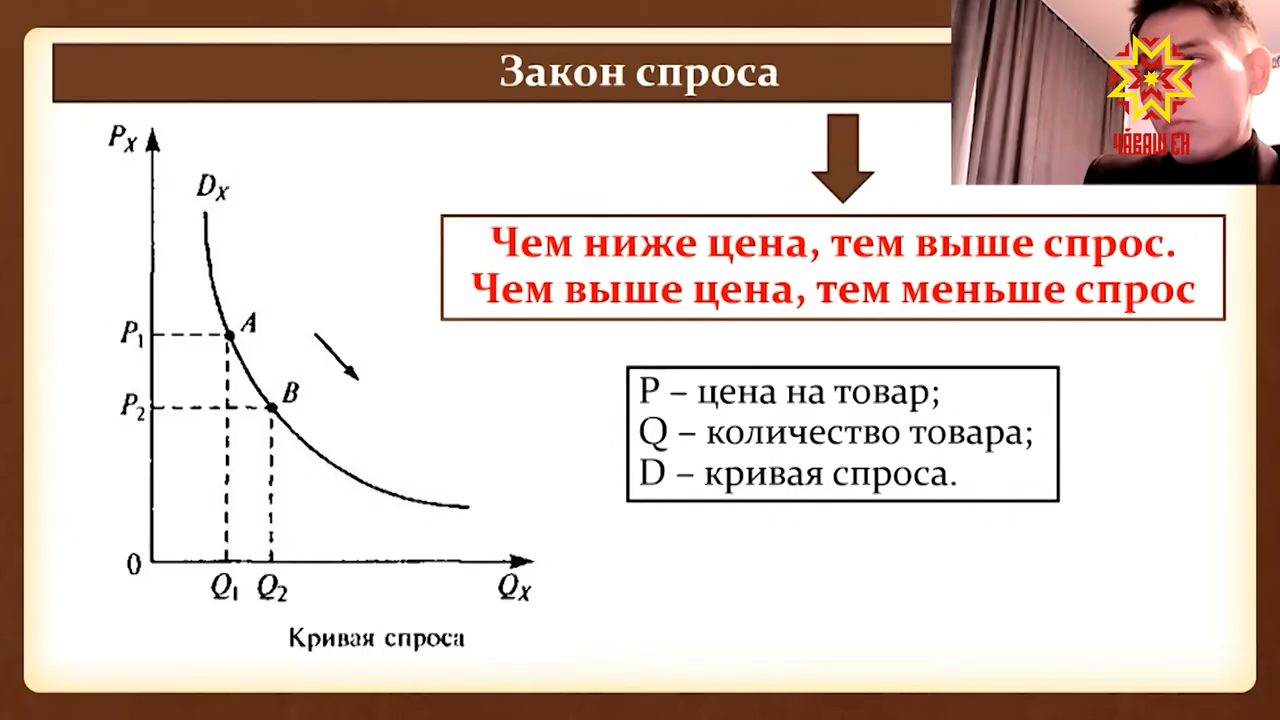 Закон спроса
ЧӐВАШ ЕН
Чем ниже цена, тем выше спрос.
Чем выше цена, тем меньше спрос
P – цена на товар;
Q – количество товара;
D – кривая спроса.
Pₓ
Dₓ
P₁
A
B
P₂
0
Q₁ Q₂ Qₓ
Кривая спроса